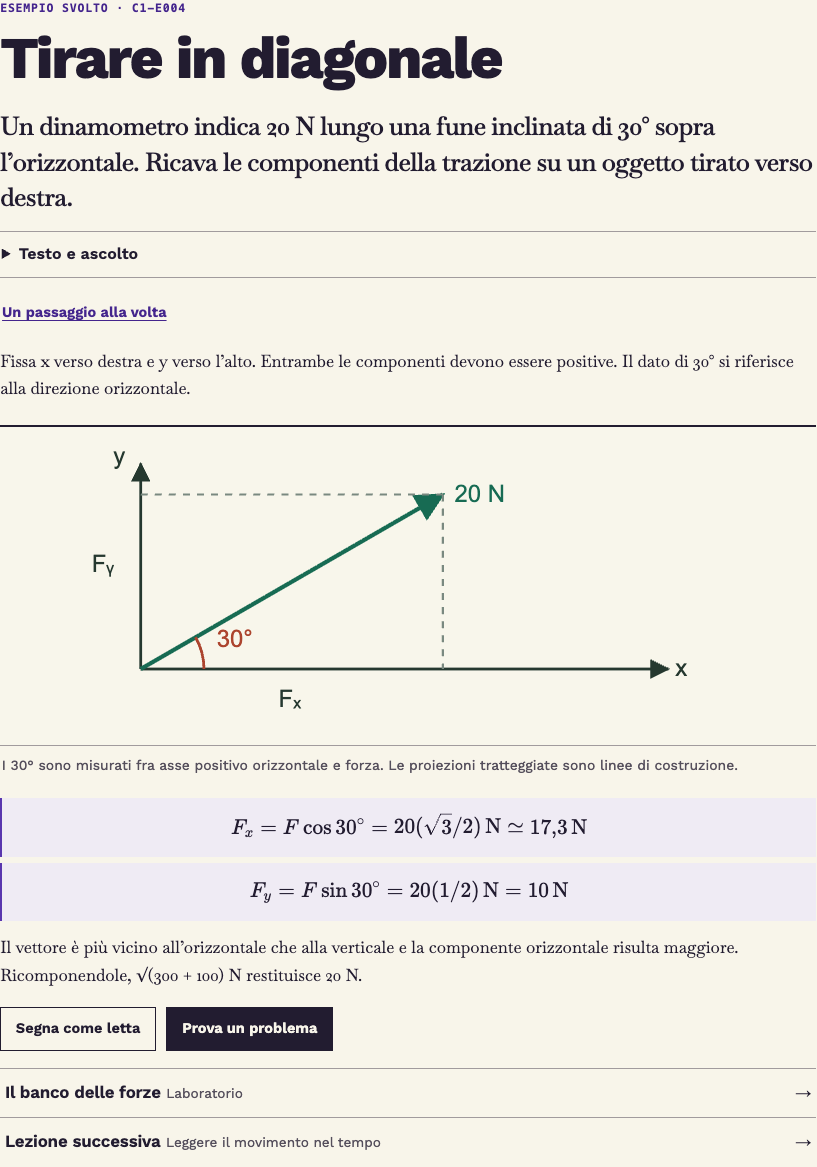 ESEMPIO SVOLTO · C1—E004
Tirare in diagonale
Un dinamometro indica 20 N lungo una fune inclinata di 30° sopra
l’orizzontale. Ricava le componenti della trazione su un oggetto tirato verso
destra.
▶ Testo e ascolto
Un passaggio alla volta
Fissa x verso destra e y verso l’alto. Entrambe le componenti devono essere positive. Il dato di 30° si riferisce
alla direzione orizzontale.
y
20 N
Fᵧ
30°
x
Fₓ
I 30° sono misurati fra asse positivo orizzontale e forza. Le proiezioni tratteggiate sono linee di costruzione.
Fₓ = F cos 30° = 20(√3/2) N ≃ 17,3 N
Fᵧ = F sin 30° = 20(1/2) N = 10 N
Il vettore è più vicino all’orizzontale che alla verticale e la componente orizzontale risulta maggiore.
Ricomponendole, √(300 + 100) N restituisce 20 N.
Segna come letta Prova un problema
Il banco delle forze Laboratorio →
Lezione successiva Leggere il movimento nel tempo →